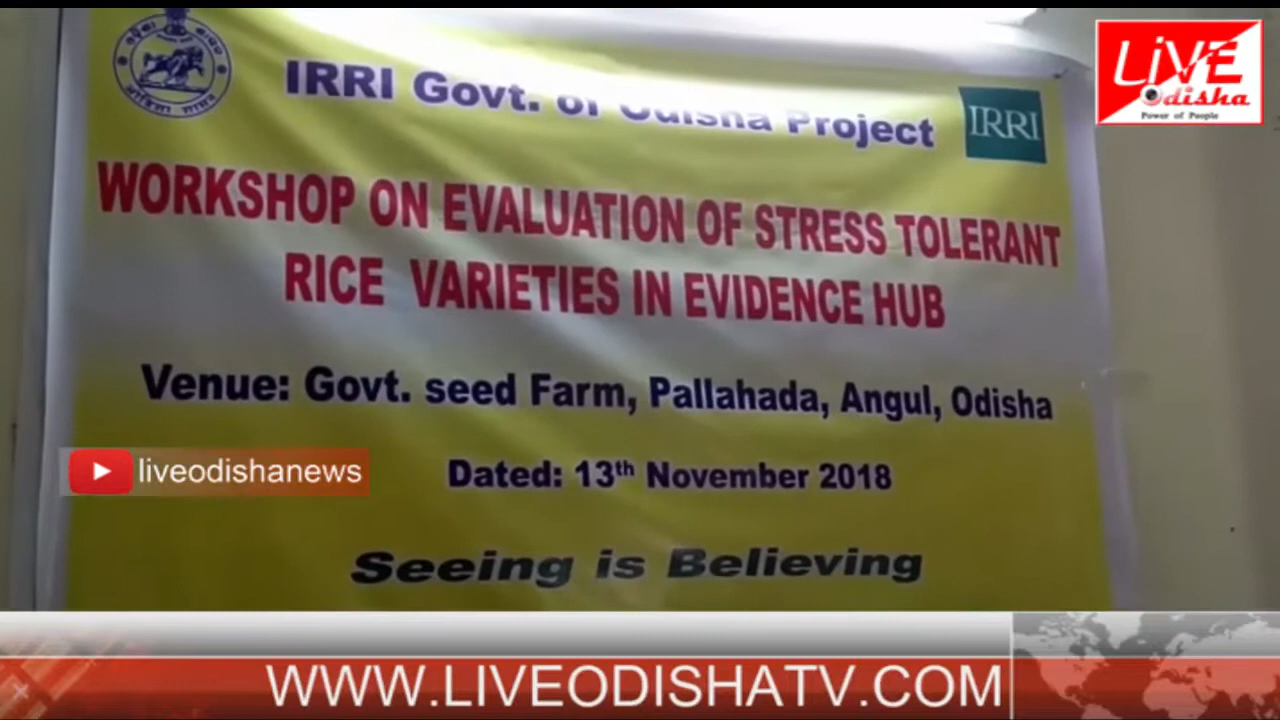 IRRI Govt. of Odisha Project
IRRI
LiVE
Odisha
Power of People
WORKSHOP ON EVALUATION OF STRESS TOLERANT
RICE VARIETIES IN EVIDENCE HUB
Venue: Govt. seed Farm, Pallahada, Angul, Odisha
liveodishanews
Dated: 13th November 2018
Seeing is Believing
WWW.LIVEODISHATV.COM